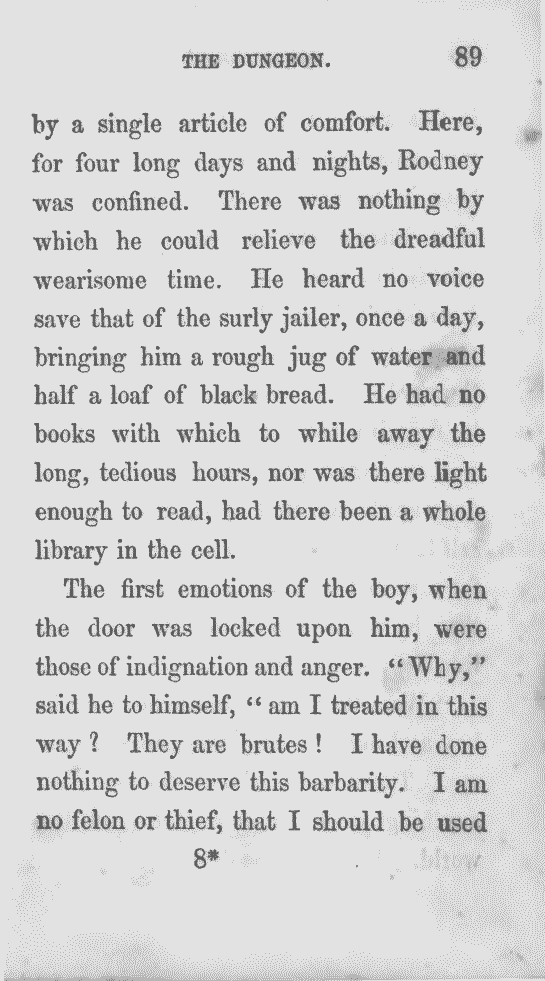 THE DUNGEON. 89
by a single article of comfort. Here,
for four long days and nights, Rodney
was confined. There was nothing by
which he could relieve the dreadful
wearisome time. He heard no voice
save that of the surly jailer, once a day,
bringing him a rough jug of water and
half a loaf of black bread. He had no
books with which to while away the
long, tedious hours, nor was there light
enough to read, had there been a whole
library in the cell.
The first emotions of the boy, when
the door was locked upon him, were
those of indignation and anger. “Why,”
said he to himself, “am I treated in this
way? They are brutes! I have done
nothing to deserve this barbarity. I am
no felon or thief, that I should be used
8*